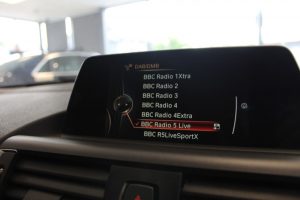 DAB/DMB
BBC Radio 1Xtra
BBC Radio 2
BBC Radio 3
BBC Radio 4
BBC Radio 4Extra
BBC Radio 5 Live
BBC R5LiveSportX